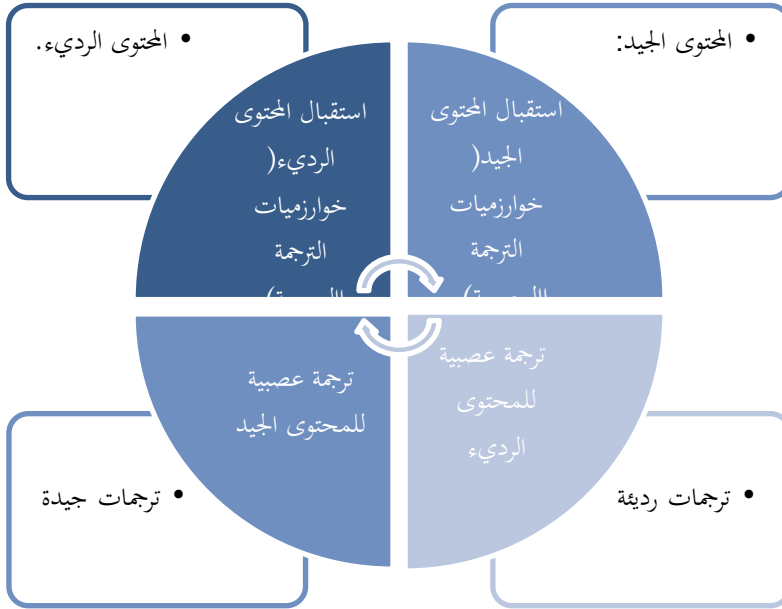 • المحتوى الرديء.
• المحتوى الجيد:
استقبال المحتوى
الرديء(
خوارزميات
الترجمة
استقبال المحتوى
الجيد(
خوارزميات
الترجمة
ترجمة عصبية
للمحتوى الجيد
ترجمة عصبية
للمحتوى
الرديء
• ترجمات جيدة
• ترجمات رديئة